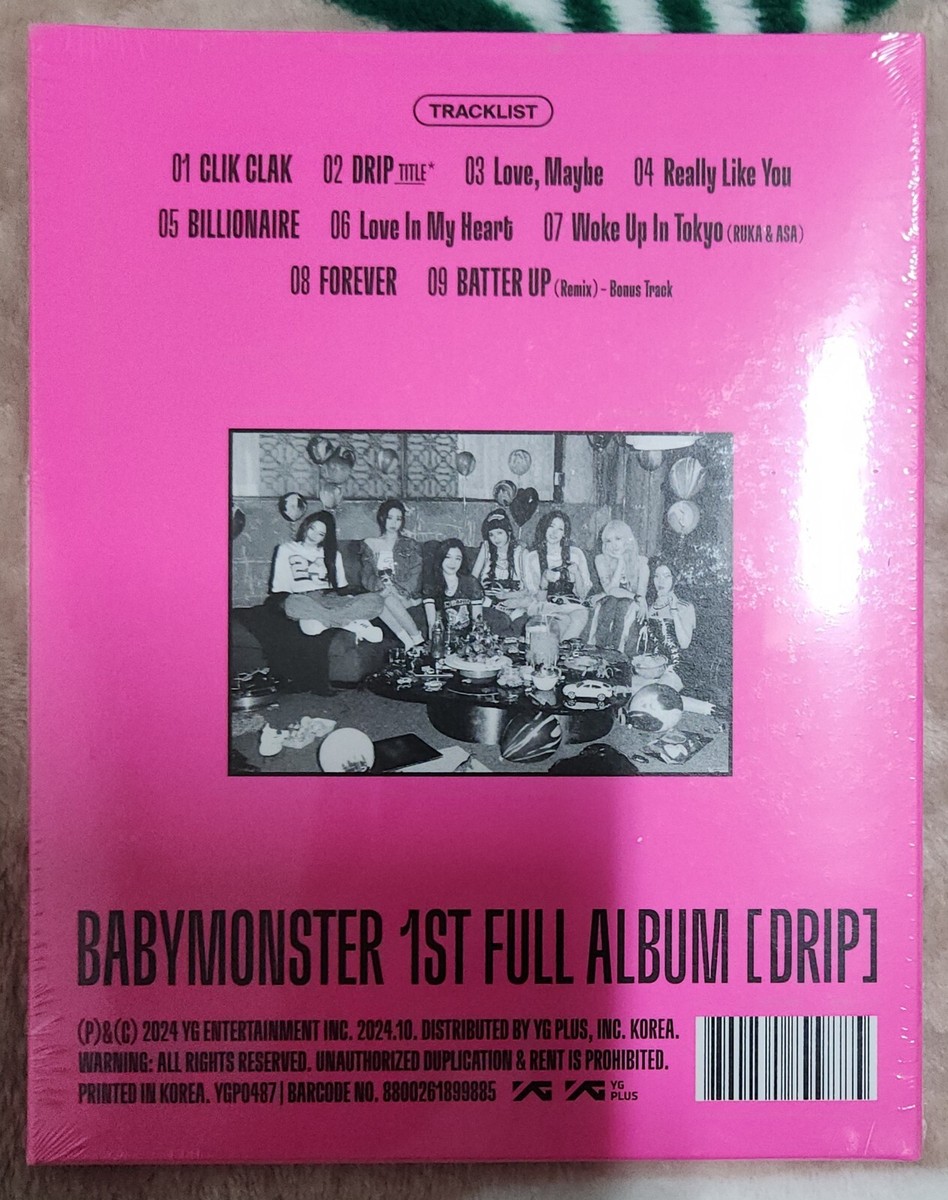 TRACKLIST
01 CLIK CLAK 02 DRIP TITLE* 03 Love, Maybe 04 Really Like You
05 BILLIONAIRE 06 Love In My Heart 07 Woke Up In Tokyo (RUKA & ASA)
08 FOREVER 09 BATTER UP (Remix) - Bonus Track
BABYMONSTER 1ST FULL ALBUM [DRIP]
(P)&(C) 2024 YG ENTERTAINMENT INC. 2024.10. DISTRIBUTED BY YG PLUS, INC. KOREA.
WARNING: ALL RIGHTS RESERVED. UNAUTHORIZED DUPLICATION & RENT IS PROHIBITED.
PRINTED IN KOREA. YGP0487 | BARCODE NO. 8800261899885 YG YG YG PLUS